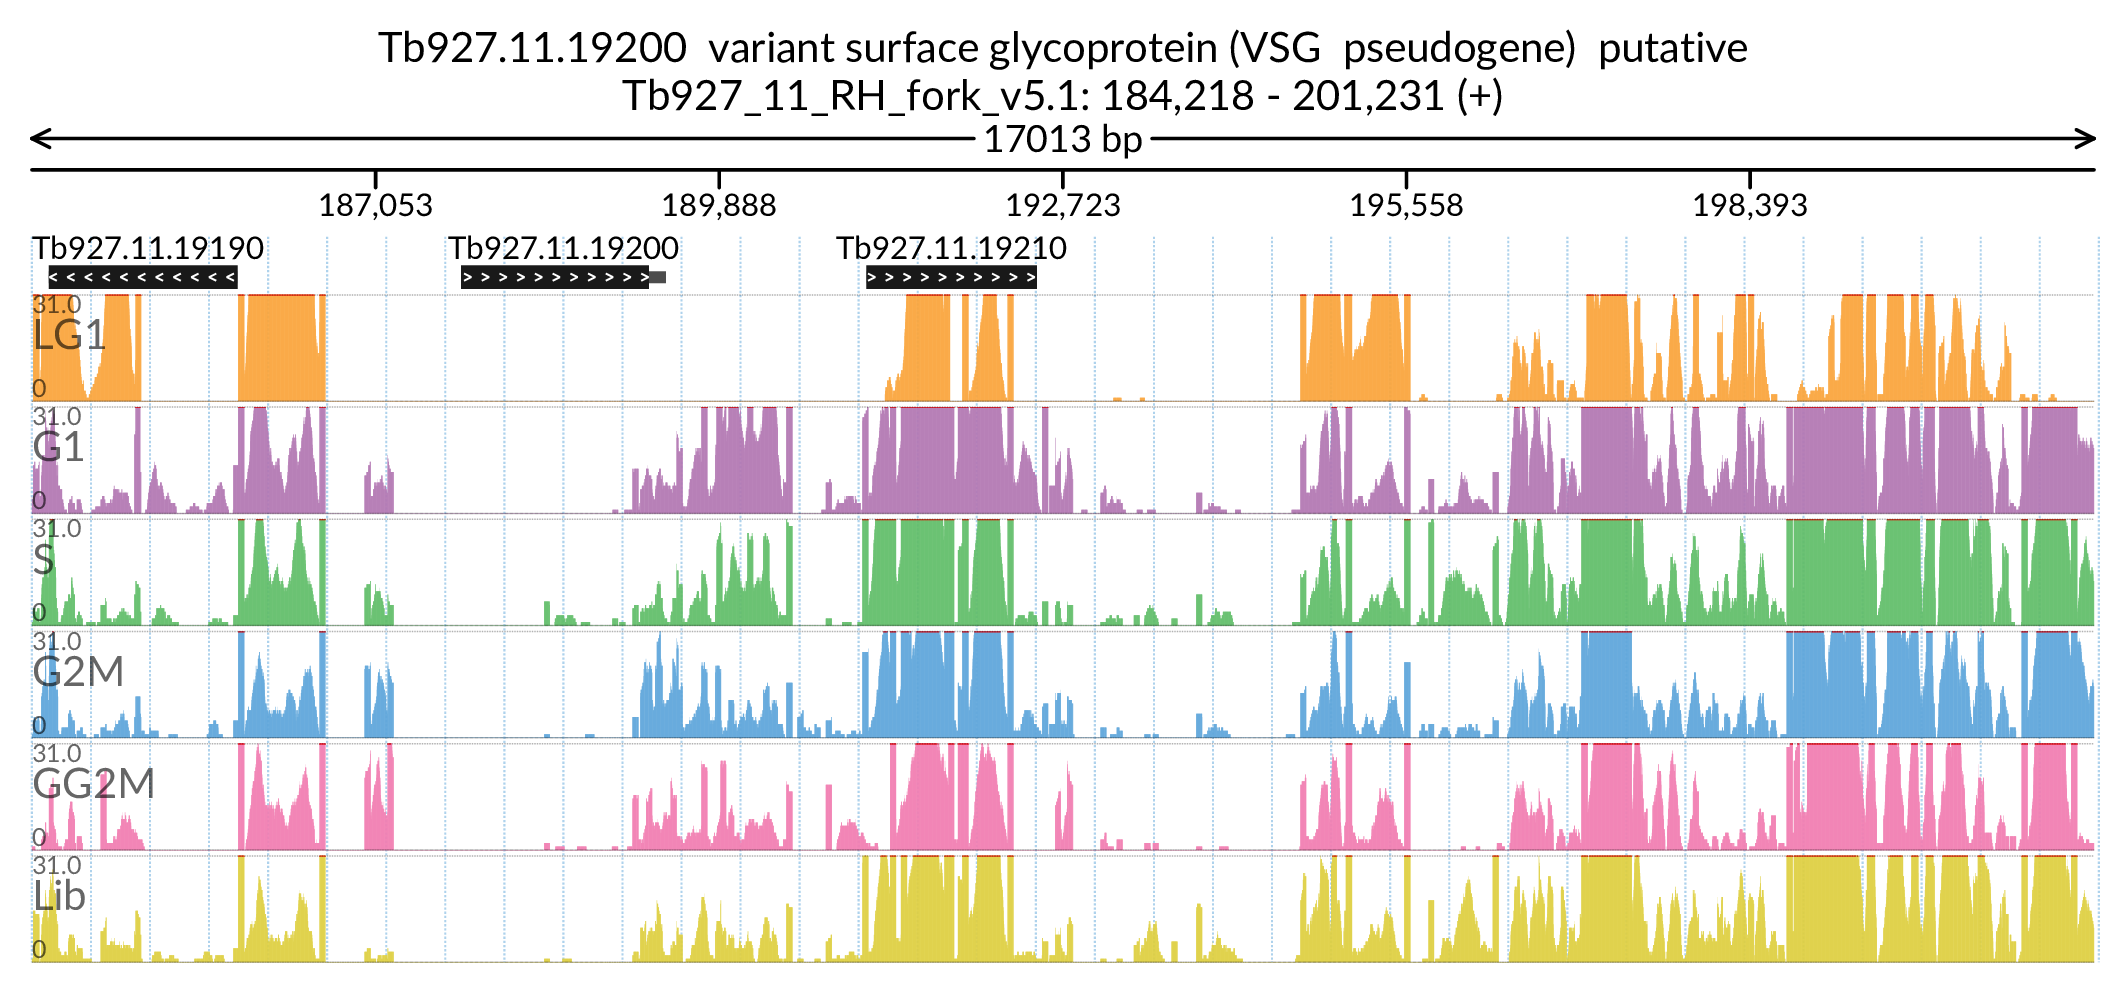 Tb927.11.19200  variant surface glycoprotein (VSG  pseudogene)  putative
Tb927_11_RH_fork_v5.1: 184,218 - 201,231 (+)
17013 bp
187,053 189,888 192,723 195,558 198,393
Tb927.11.19190 Tb927.11.19200 Tb927.11.19210
31.0
LG1
0
31.0
G1
0
31.0
S
0
31.0
G2M
0
31.0
GG2M
0
31.0
Lib
0